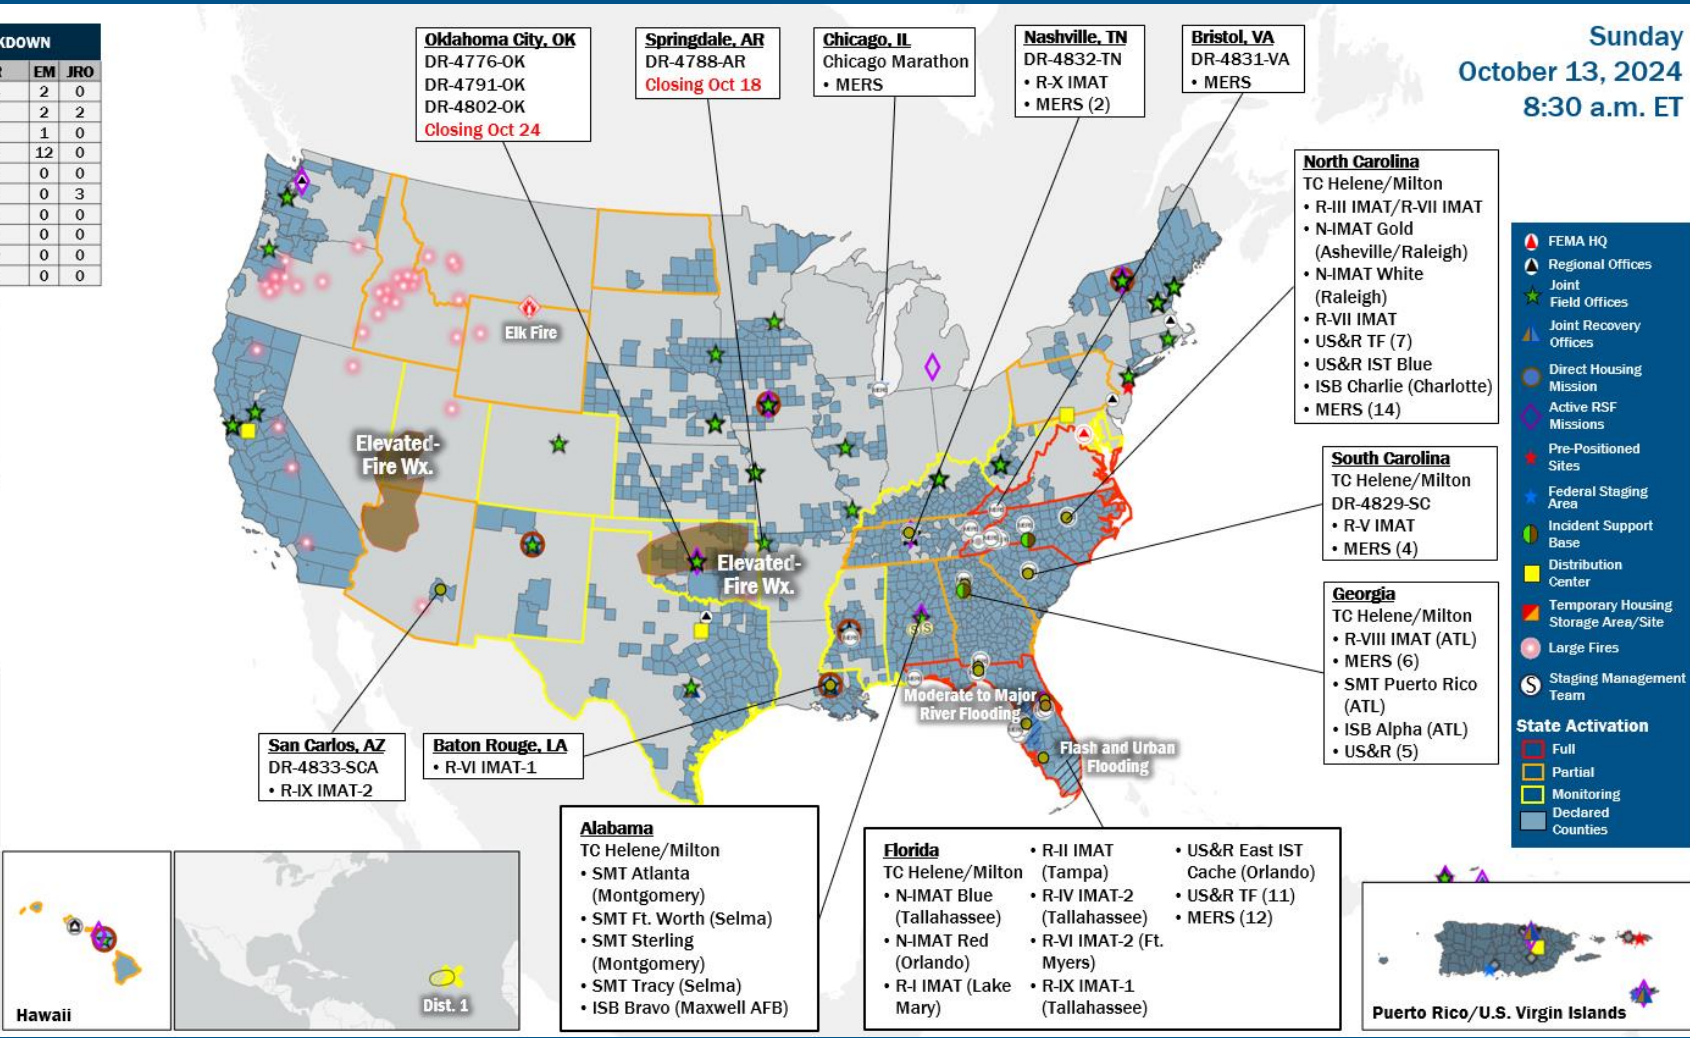 KDOWN
EM JRO
2 0
2 2
1 0
12 0
0 0
0 3
0 0
0 0
0 0
0 0
Oklahoma City, OK
DR-4776-OK
DR-4791-OK
DR-4802-OK
Closing Oct 24
Springdale, AR
DR-4788-AR
Closing Oct 18
Chicago, IL
Chicago Marathon
• MERS
Nashville, TN
DR-4832-TN
• R-X IMAT
• MERS (2)
Bristol, VA
DR-4831-VA
• MERS
Sunday
October 13, 2024
8:30 a.m. ET
North Carolina
TC Helene/Milton
• R-III IMAT/R-VII IMAT
• N-IMAT Gold
(Asheville/Raleigh)
• N-IMAT White
(Raleigh)
• R-VII IMAT
• US&R TF (7)
• US&R IST Blue
• ISB Charlie (Charlotte)
• MERS (14)
South Carolina
TC Helene/Milton
DR-4829-SC
• R-V IMAT
• MERS (4)
Georgia
TC Helene/Milton
• R-VIII IMAT (ATL)
• MERS (6)
• SMT Puerto Rico
(ATL)
• ISB Alpha (ATL)
• US&R (5)
FEMA HQ
Regional Offices
Joint
Field Offices
Joint Recovery
Offices
Direct Housing
Mission
Active RSF
Missions
Pre-Positioned
Sites
Federal Staging
Area
Incident Support
Base
Distribution
Center
Temporary Housing
Storage Area/Site
Large Fires
S Staging Management
Team
State Activation
Full
Partial
Monitoring
Declared
Counties
Elk Fire
Elevated-
Fire Wx.
Elevated-
Fire Wx.
Moderate to Major
River Flooding
Flash and Urban
Flooding
San Carlos, AZ
DR-4833-SCA
• R-IX IMAT-2
Baton Rouge, LA
• R-VI IMAT-1
Alabama
TC Helene/Milton
• SMT Atlanta
(Montgomery)
• SMT Ft. Worth (Selma)
• SMT Sterling
(Montgomery)
• SMT Tracy (Selma)
• ISB Bravo (Maxwell AFB)
Florida
TC Helene/Milton
• N-IMAT Blue
(Tallahassee)
• N-IMAT Red
(Orlando)
• R-I IMAT (Lake
Mary)
• R-II IMAT
(Tampa)
• R-IV IMAT-2
(Tallahassee)
• R-VI IMAT-2 (Ft.
Myers)
• R-IX IMAT-1
(Tallahassee)
• US&R East IST
Cache (Orlando)
• US&R TF (11)
• MERS (12)
Hawaii
Dist. 1
Puerto Rico/U.S. Virgin Islands